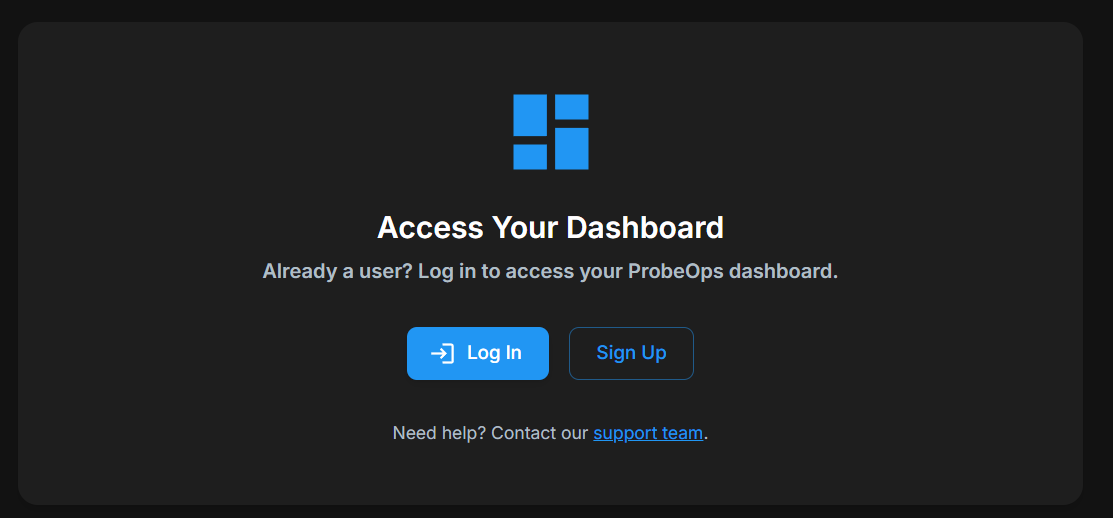 Access Your Dashboard
Already a user? Log in to access your ProbeOps dashboard.
Log In
Sign Up
Need help? Contact our support team.